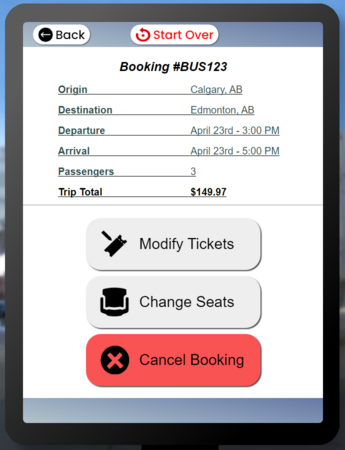 Back
Start Over
Booking #BUS123
Origin Calgary, AB
Destination Edmonton, AB
Departure April 23rd - 3:00 PM
Arrival April 23rd - 5:00 PM
Passengers 3
Trip Total $149.97
Modify Tickets
Change Seats
Cancel Booking